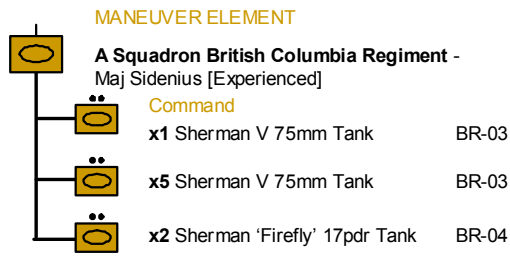 MANEUVER ELEMENT
A Squadron British Columbia Regiment -
Maj Sidenius [Experienced]
Command
x1 Sherman V 75mm Tank BR-03
x5 Sherman V 75mm Tank BR-03
x2 Sherman ‘Firefly’ 17pdr Tank BR-04